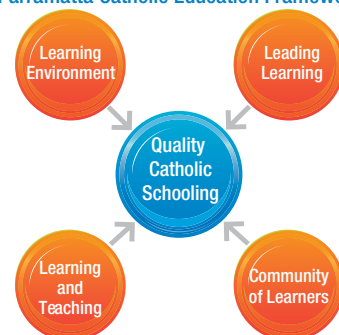 Parramatta Catholic Education
Learning
Environment
Leading
Learning
Quality
Catholic
Schooling
Learning
and
Teaching
Community
of Learners